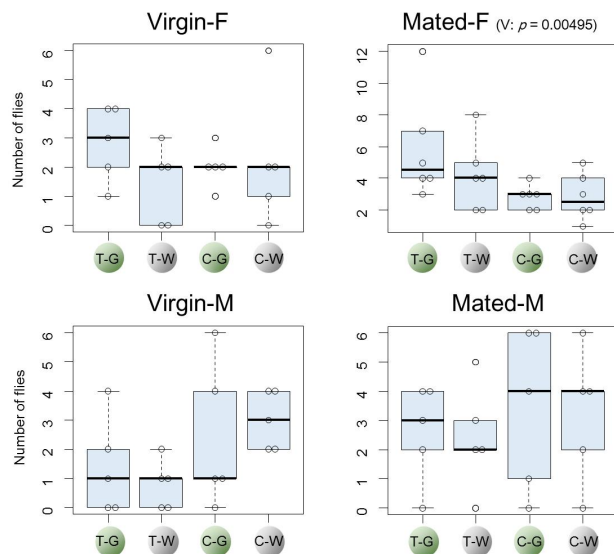 Virgin-F
Mated-F (V: p = 0.00495)
Number of flies
6
5
4
3
2
1
0
12
10
8
6
4
2
T-G T-W C-G C-W
T-G T-W C-G C-W
Virgin-M
Mated-M
Number of flies
6
5
4
3
2
1
0
6
5
4
3
2
1
0
T-G T-W C-G C-W
T-G T-W C-G C-W